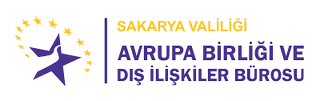 SAKARYA VALİLİĞİ
AVRUPA BİRLİĞİ VE
DIŞ İLİŞKİLER BÜROSU